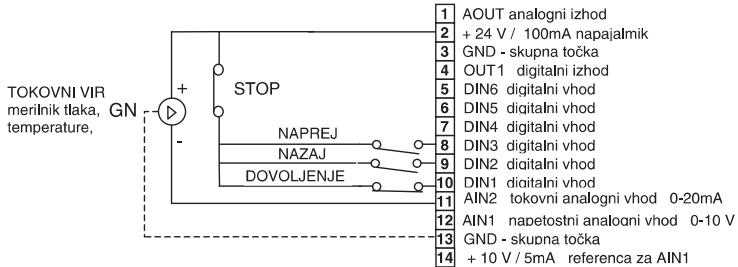 1 AOUT analogni izhod
2 + 24 V / 100mA napajalmik
3 GND - skupna točka
4 OUT1 digitalni izhod
5 DIN6 digitalni vhod
6 DIN5 digitalni vhod
7 DIN4 digitalni vhod
8 DIN3 digitalni vhod
9 DIN2 digitalni vhod
10 DIN1 digitalni vhod
11 AIN2 tokovni analogni vhod 0-20mA
12 AIN1 napetostni analogni vhod 0-10 V
13 GND - skupna točka
14 + 10 V / 5mA referenca za AIN1
TOKOVNI VIR
merilnik tlaka,
temperature,
GN
+
-
STOP
NAPREJ
NAZAJ
DOVOLJENJE